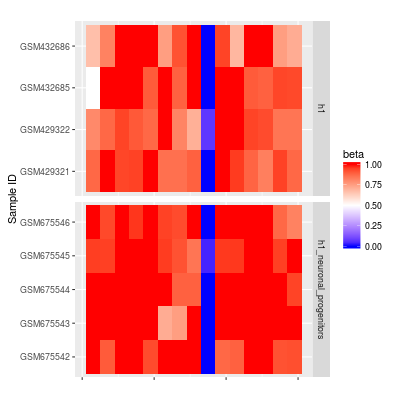 GSM432686
GSM432685
GSM429322
GSM429321
h1
GSM675546
GSM675545
GSM675544
GSM675543
GSM675542
h1_neuronal_progenitors
Sample ID
beta
1.00
0.75
0.50
0.25
0.00